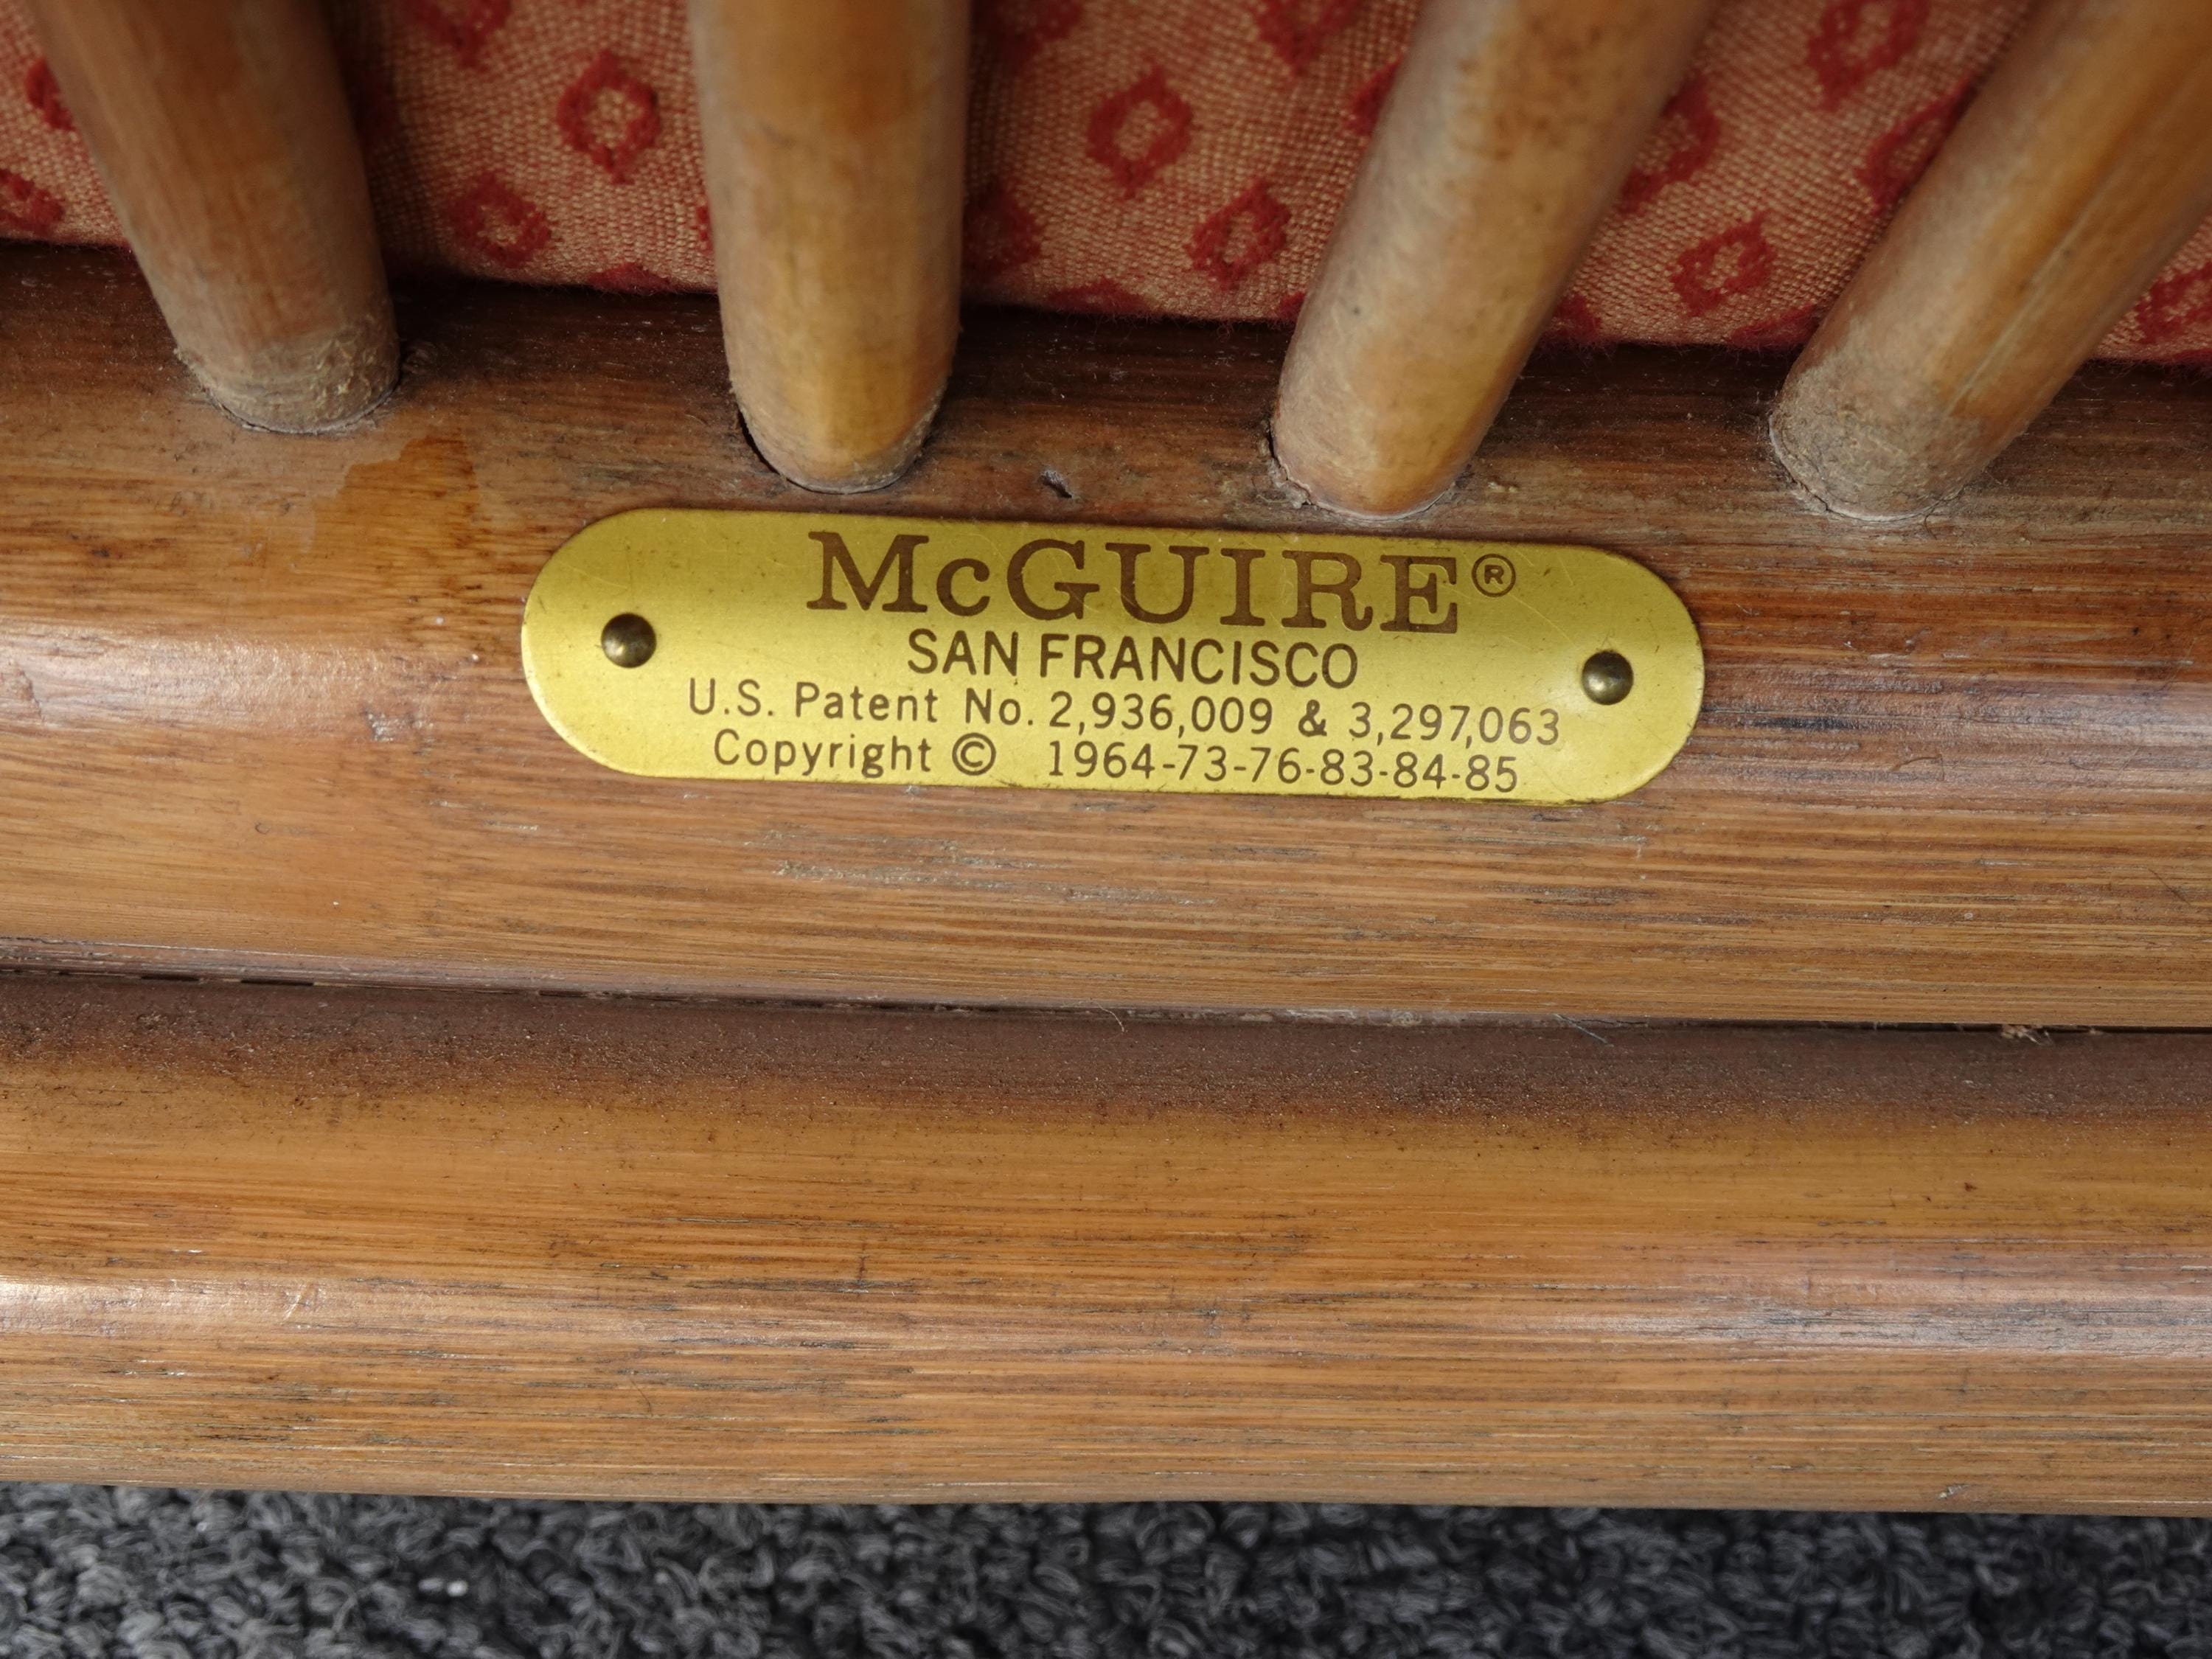 McGUIRE®
SAN FRANCISCO
U.S. Patent No. 2,936,009 & 3,297,063
Copyright © 1964-73-76-83-84-85